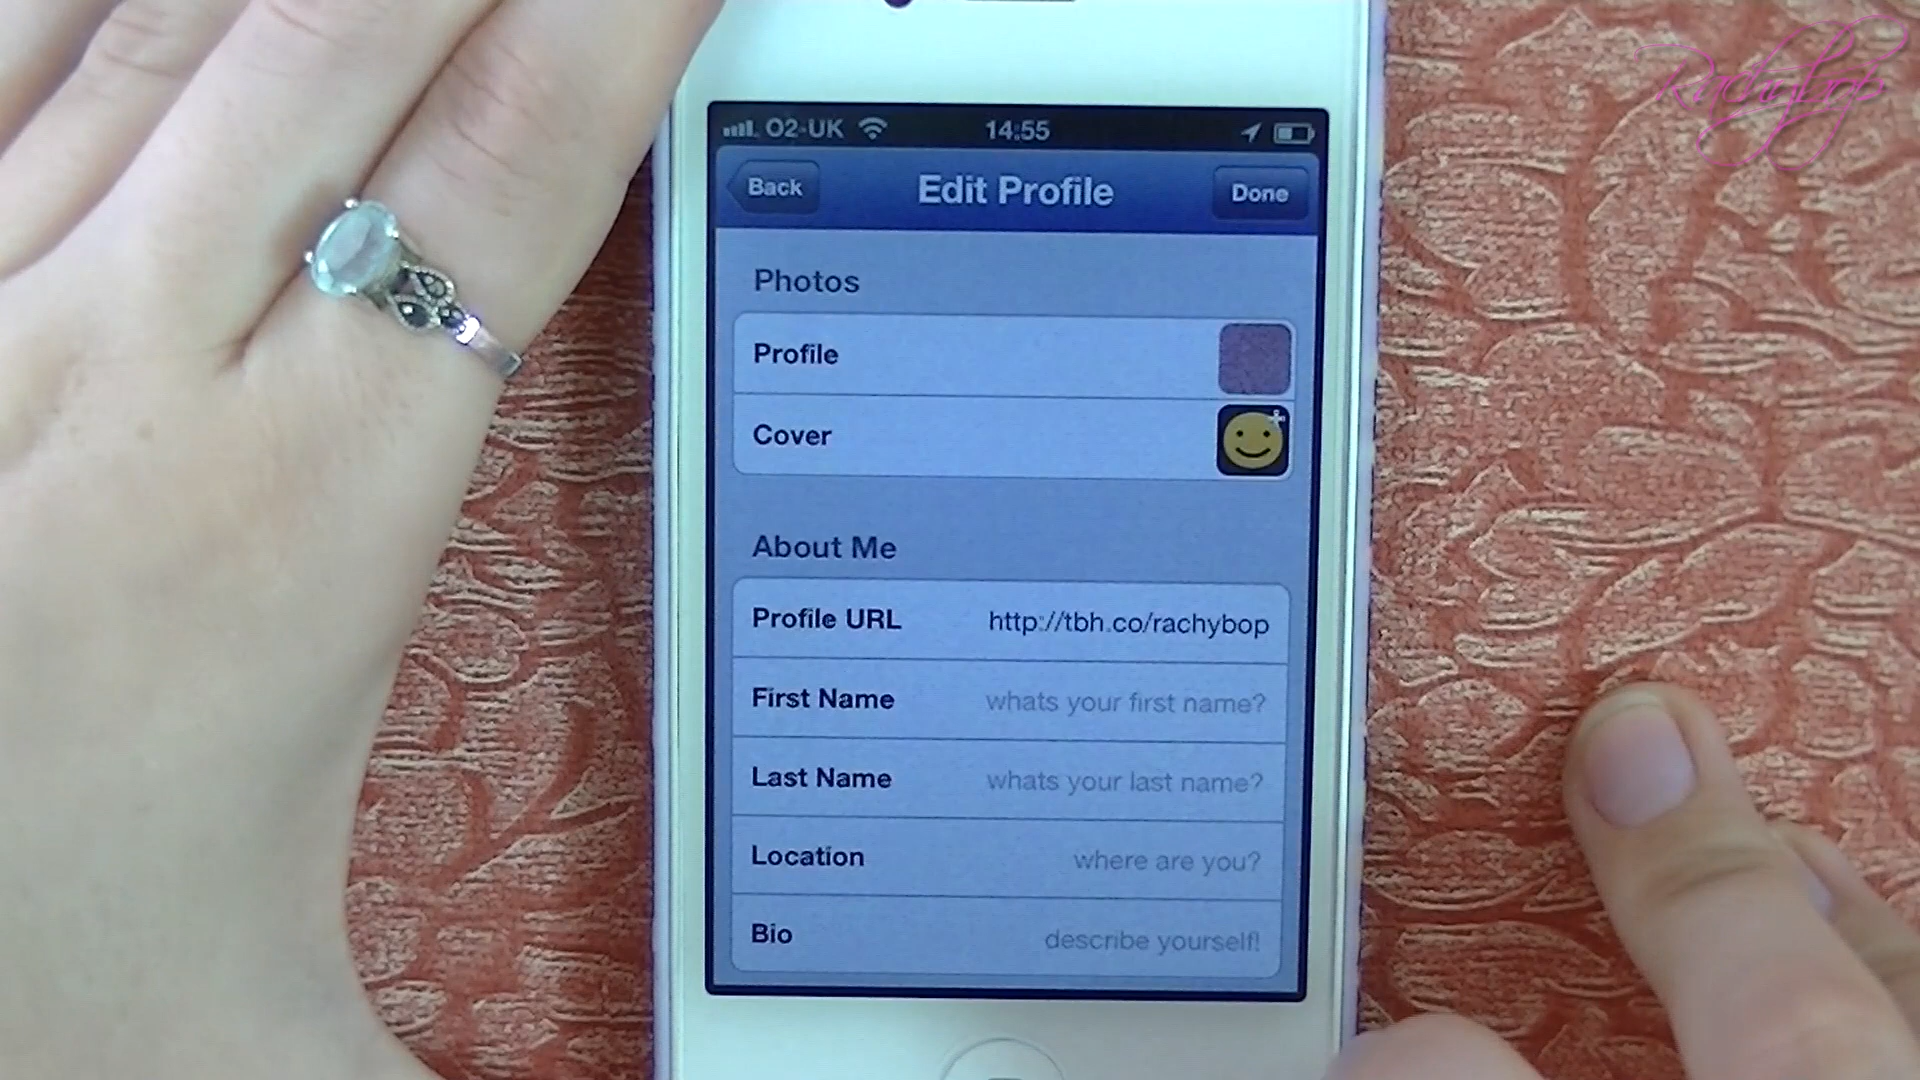 Rachybop
O2-UK 14:55
Back Edit Profile Done
Photos
Profile
Cover
About Me
Profile URL http://tbh.co/rachybop
First Name whats your first name?
Last Name whats your last name?
Location where are you?
Bio describe yourself!